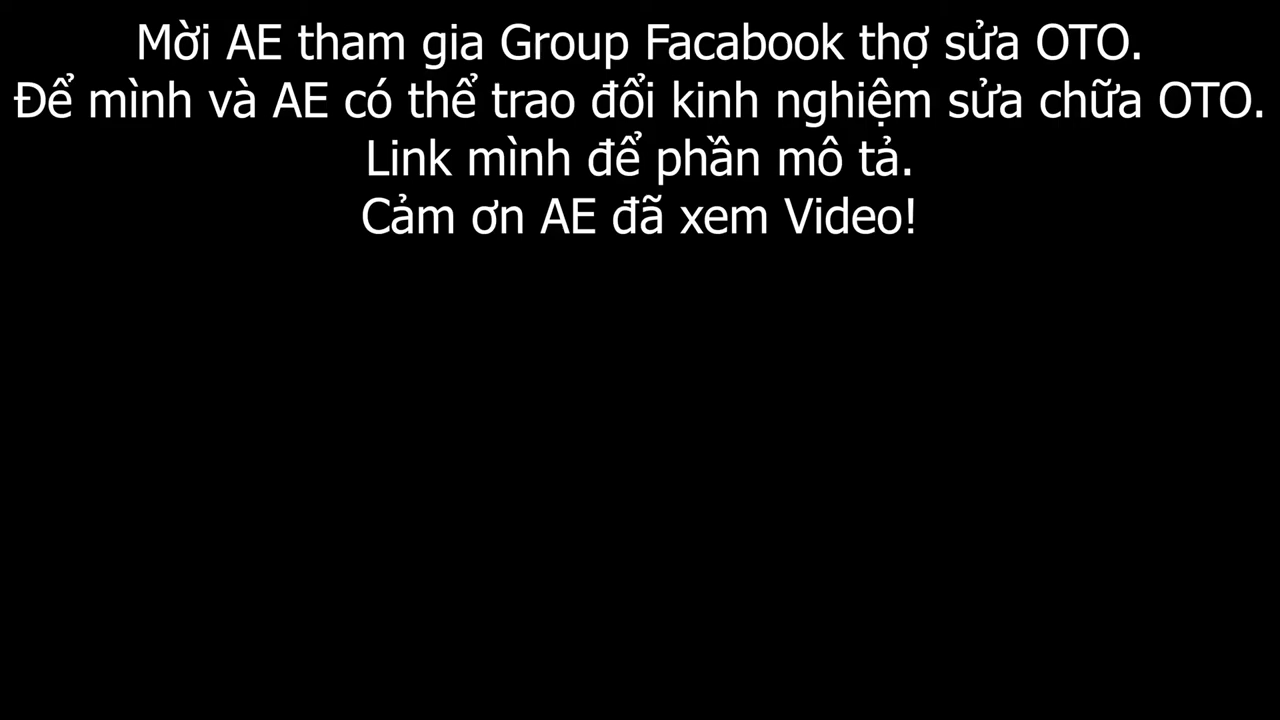 Mời AE tham gia Group Facabook thợ sửa OTO.
Để mình và AE có thể trao đổi kinh nghiệm sửa chữa OTO.
Link mình để phần mô tả.
Cảm ơn AE đã xem Video!